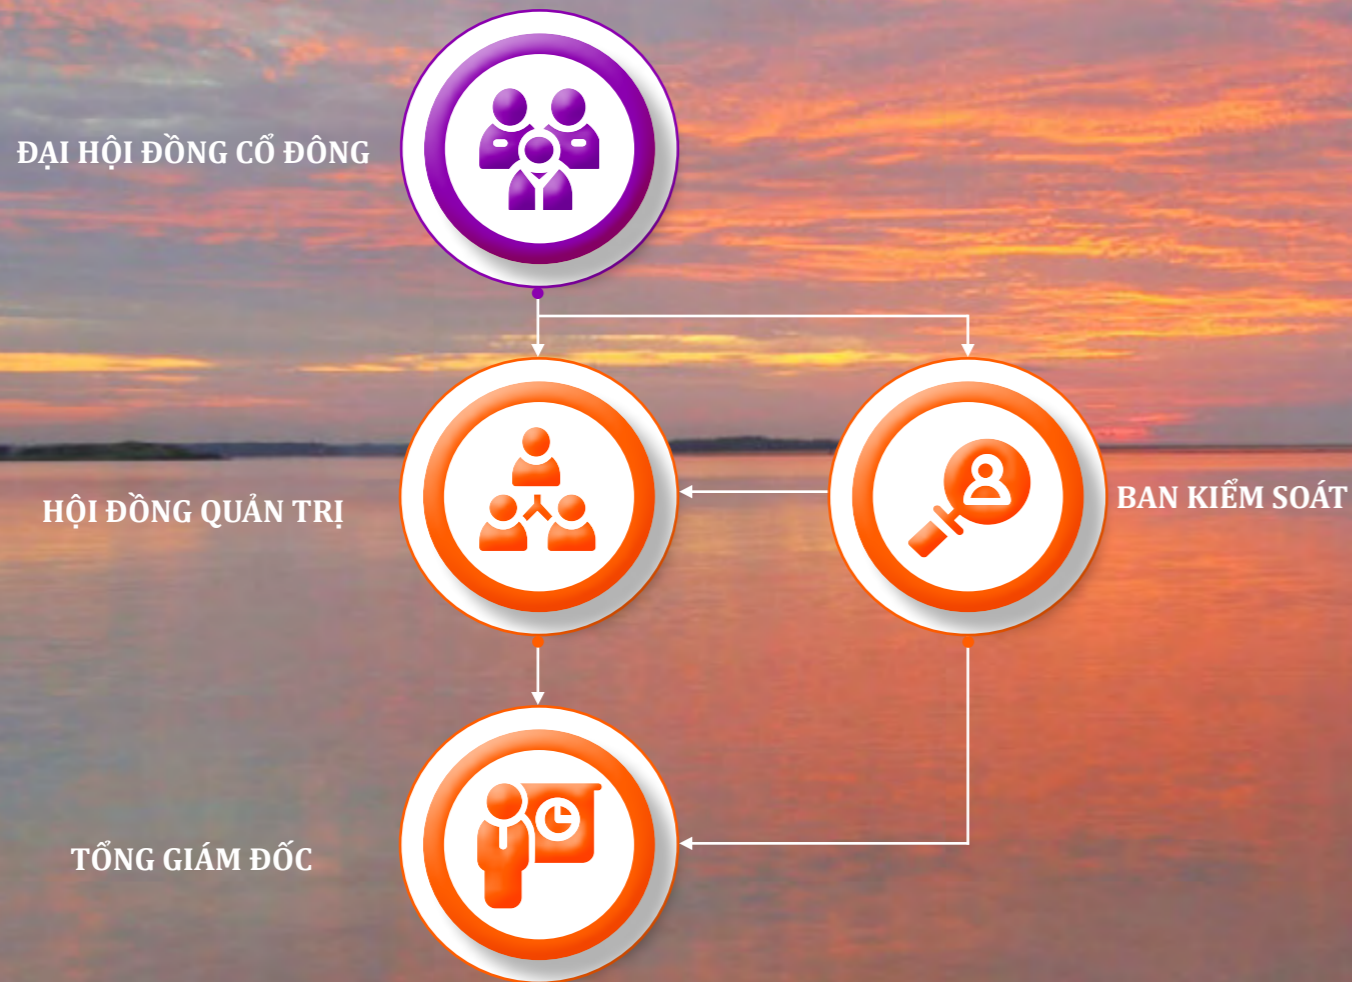 ĐẠI HỘI ĐỒNG CỔ ĐÔNG
HỘI ĐỒNG QUẢN TRỊ
BAN KIỂM SOÁT
TỔNG GIÁM ĐỐC